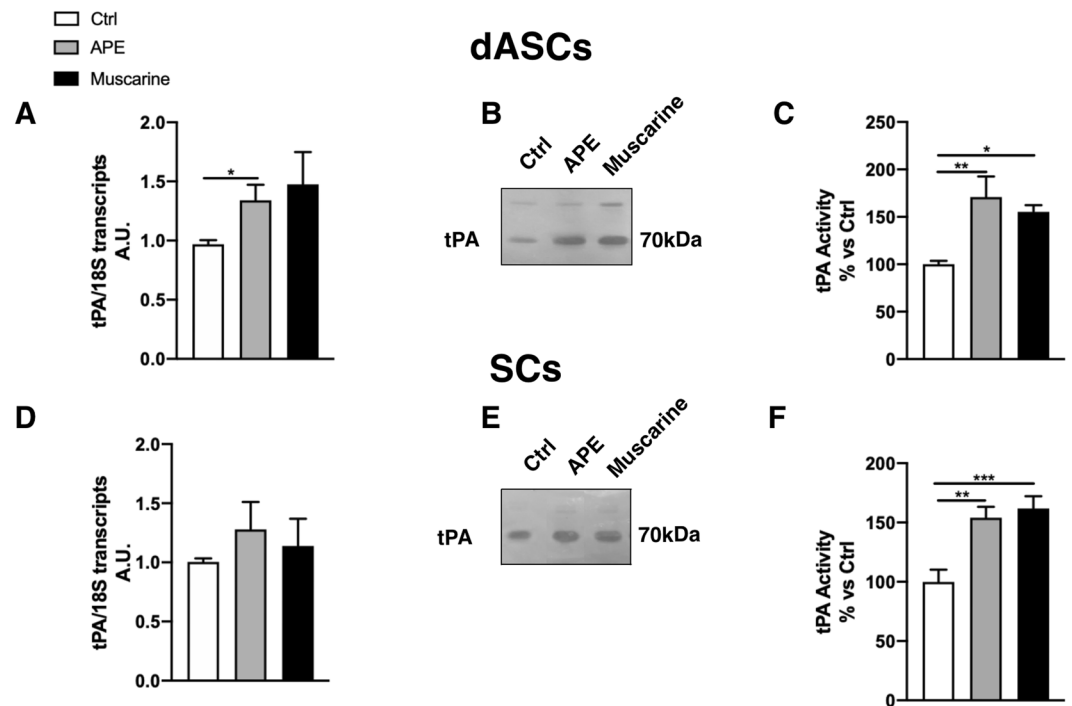 Ctrl
APE
Muscarine
dASCs
A
tPA/18S transcripts
A.U.
2.0
1.5
1.0
0.5
0.0
*
B
Ctrl
APE
Muscarine
tPA
70kDa
C
tPA Activity
% vs Ctrl
250
200
150
100
50
0
*
**
SCs
D
tPA/18S transcripts
A.U.
2.0
1.5
1.0
0.5
0.0
E
Ctrl
APE
Muscarine
tPA
70kDa
F
tPA Activity
% vs Ctrl
200
150
100
50
0
***
**